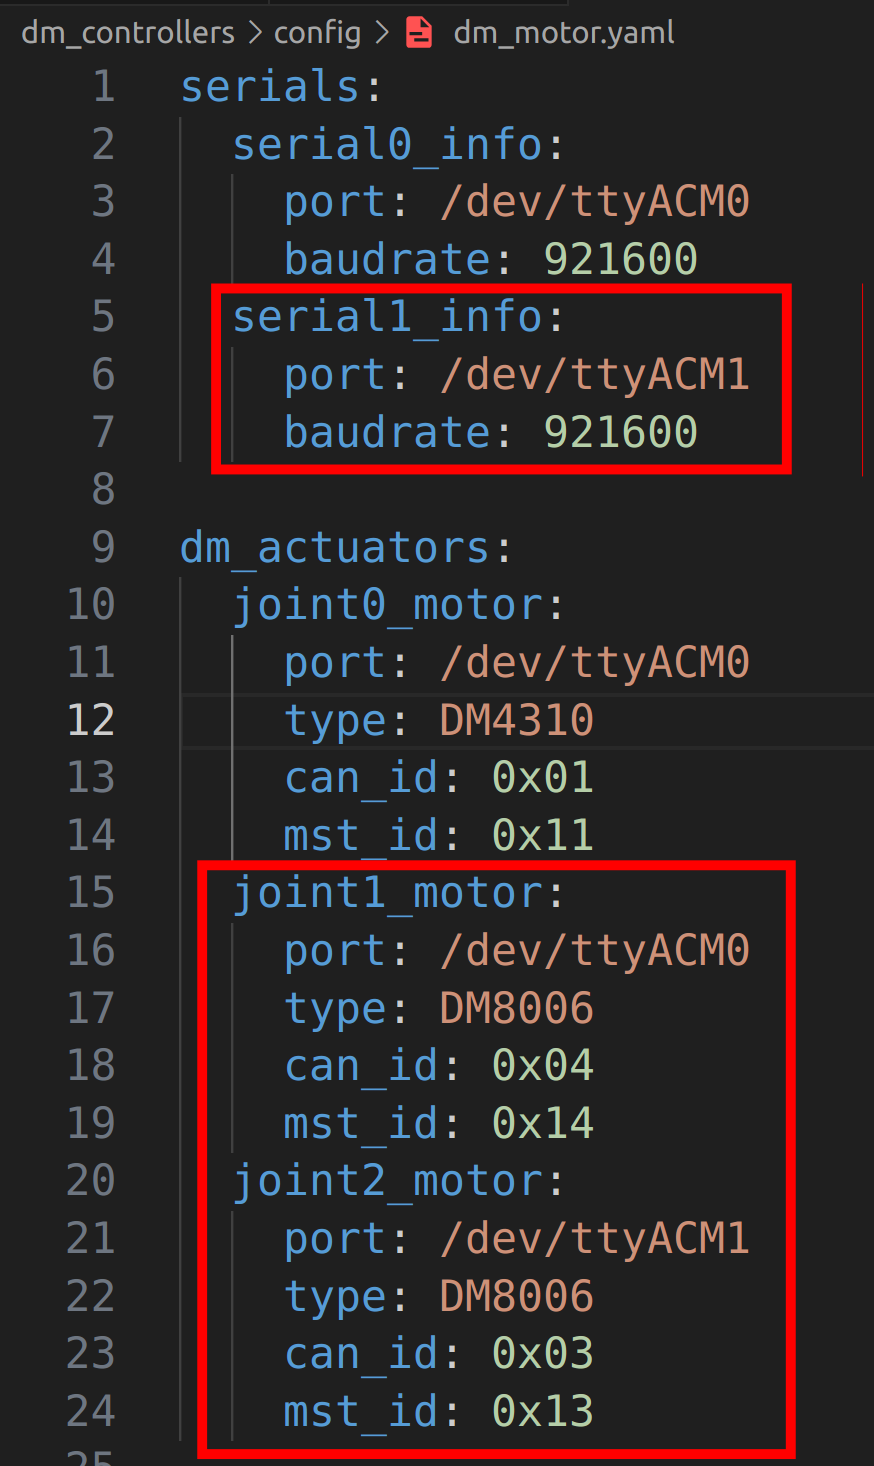 dm_controllers > config > dm_motor.yaml
1 serials:
2   serial0_info:
3     port: /dev/ttyACM0
4     baudrate: 921600
5   serial1_info:
6     port: /dev/ttyACM1
7     baudrate: 921600
8
9 dm_actuators:
10   joint0_motor:
11     port: /dev/ttyACM0
12     type: DM4310
13     can_id: 0x01
14     mst_id: 0x11
15   joint1_motor:
16     port: /dev/ttyACM0
17     type: DM8006
18     can_id: 0x04
19     mst_id: 0x14
20   joint2_motor:
21     port: /dev/ttyACM1
22     type: DM8006
23     can_id: 0x03
24     mst_id: 0x13
25